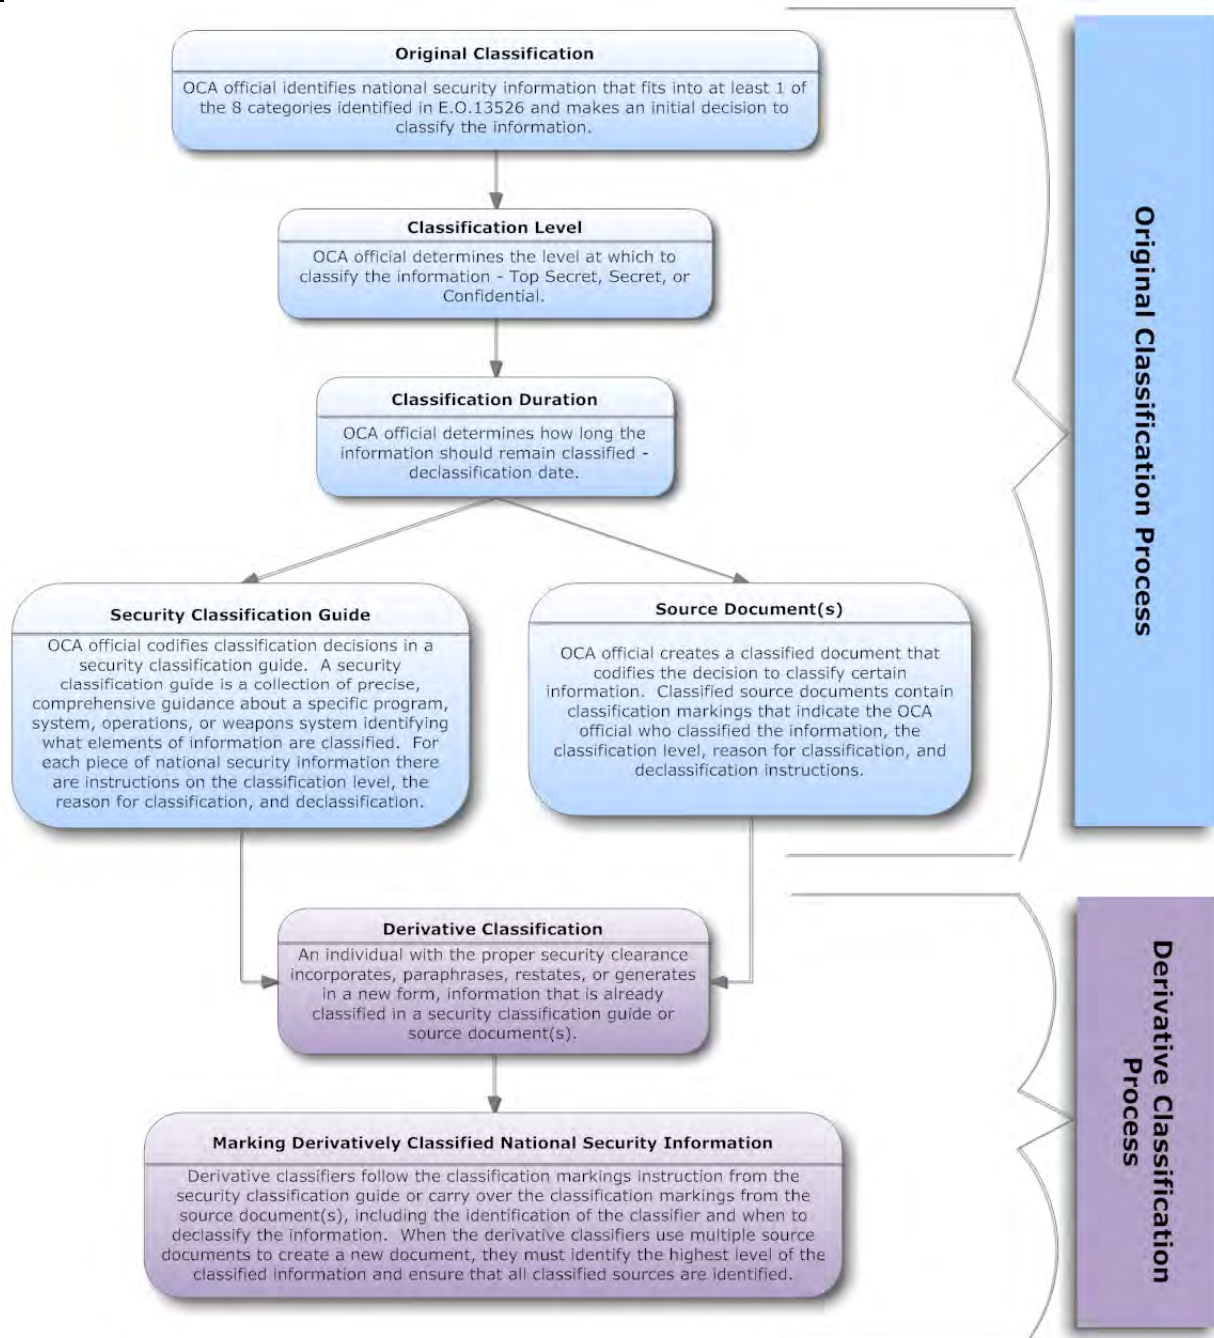 Original Classification
OCA official identifies national security information that fits into at least 1 of
the 8 categories identified in E.O.13526 and makes an initial decision to
classify the information.
Classification Level
OCA official determines the level at which to
classify the information - Top Secret, Secret, or
Confidential.
Classification Duration
OCA official determines how long the
information should remain classified -
declassification date.
Security Classification Guide
OCA official codifies classification decisions in a
security classification guide.  A security
classification guide is a collection of precise,
comprehensive guidance about a specific program,
system, operations, or weapons system identifying
what elements of information are classified.  For
each piece of national security information there
are instructions on the classification level, the
reason for classification, and declassification.
Source Document(s)
OCA official creates a classified document that
codifies the decision to classify certain
information.  Classified source documents contain
classification markings that indicate the OCA
official who classified the information, the
classification level, reason for classification, and
declassification instructions.
Original Classification Process
Derivative Classification
An individual with the proper security clearance
incorporates, paraphrases, restates, or generates
in a new form, information that is already
classified in a security classification guide or
source document(s).
Marking Derivatively Classified National Security Information
Derivative classifiers follow the classification markings instruction from the
security classification guide or carry over the classification markings from the
source document(s), including the identification of the classifier and when to
declassify the information.  When the derivative classifiers use multiple source
documents to create a new document, they must identify the highest level of the
classified information and ensure that all classified sources are identified.
Derivative Classification
Process